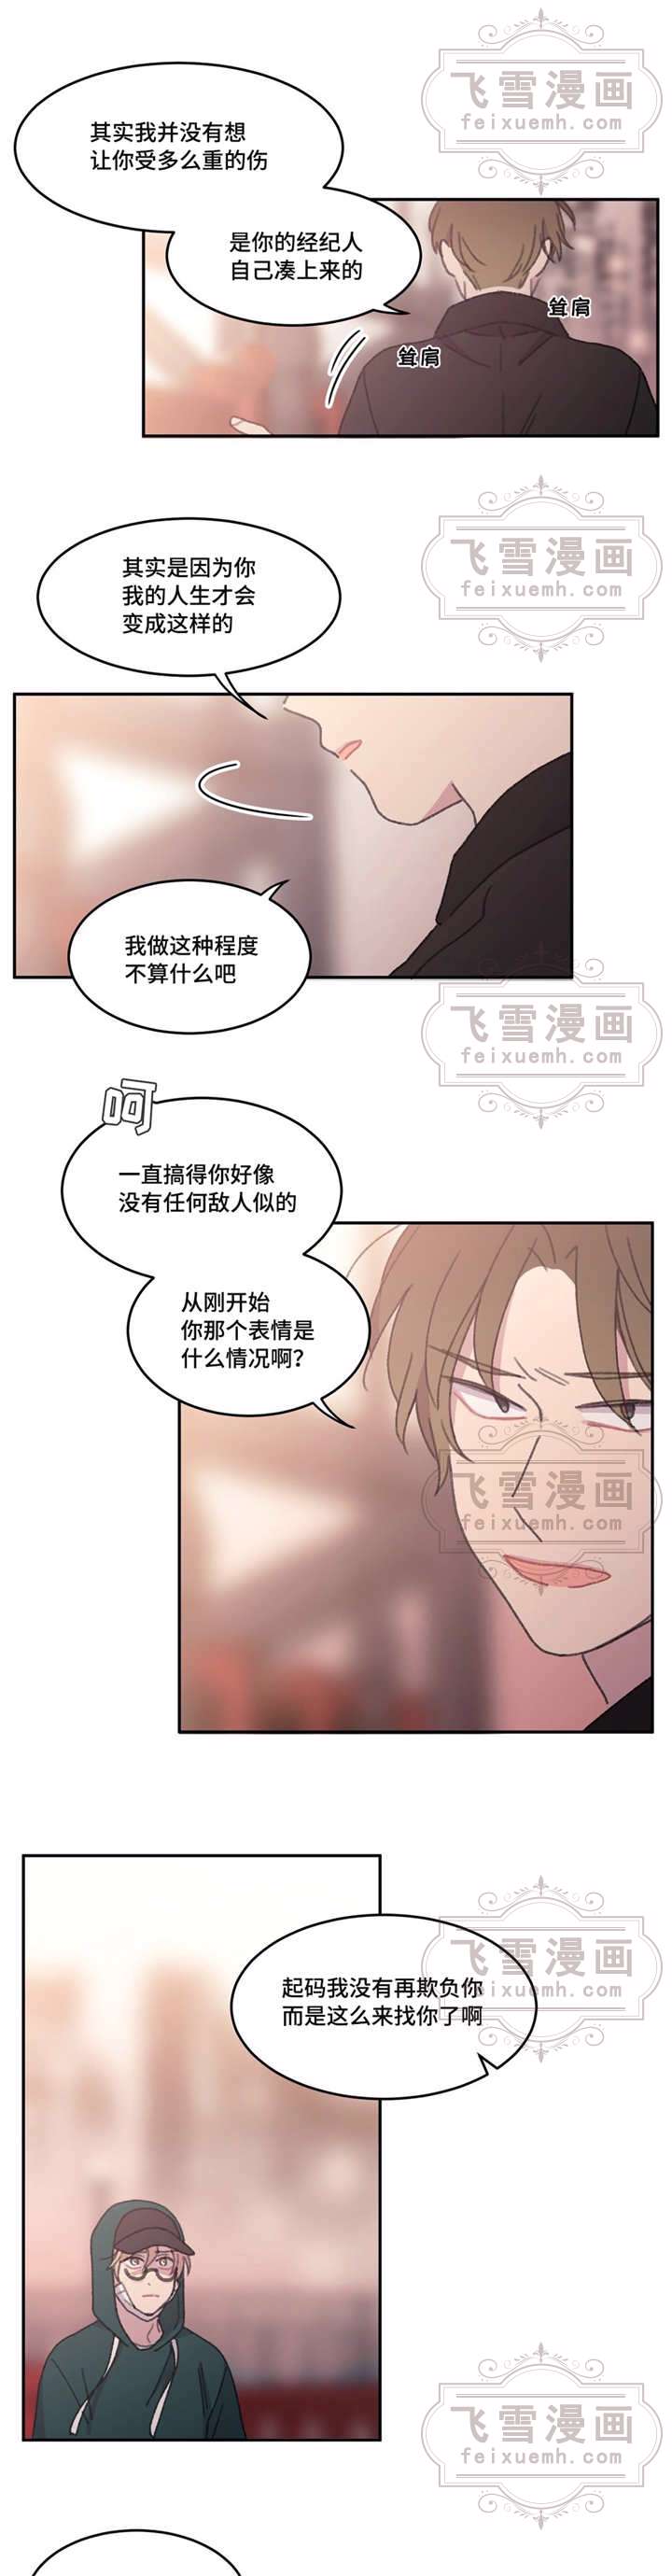 飞雪漫画
feixuemh.com
其实我并没有想
让你受多么重的伤
是你的经纪人
自己凑上来的
耸肩
耸肩
飞雪漫画
feixuemh.com
其实是因为你
我的人生才会
变成这样的
我做这种程度
不算什么吧
飞雪漫画
feixuemh.com
呵
一直搞得你好像
没有任何敌人似的
从刚开始
你那个表情是
什么情况啊？
飞雪漫画
feixuemh.com
飞雪漫画
feixuemh.com
起码我没有再欺负你
而是这么来找你了啊
飞雪漫画
feixuemh.com